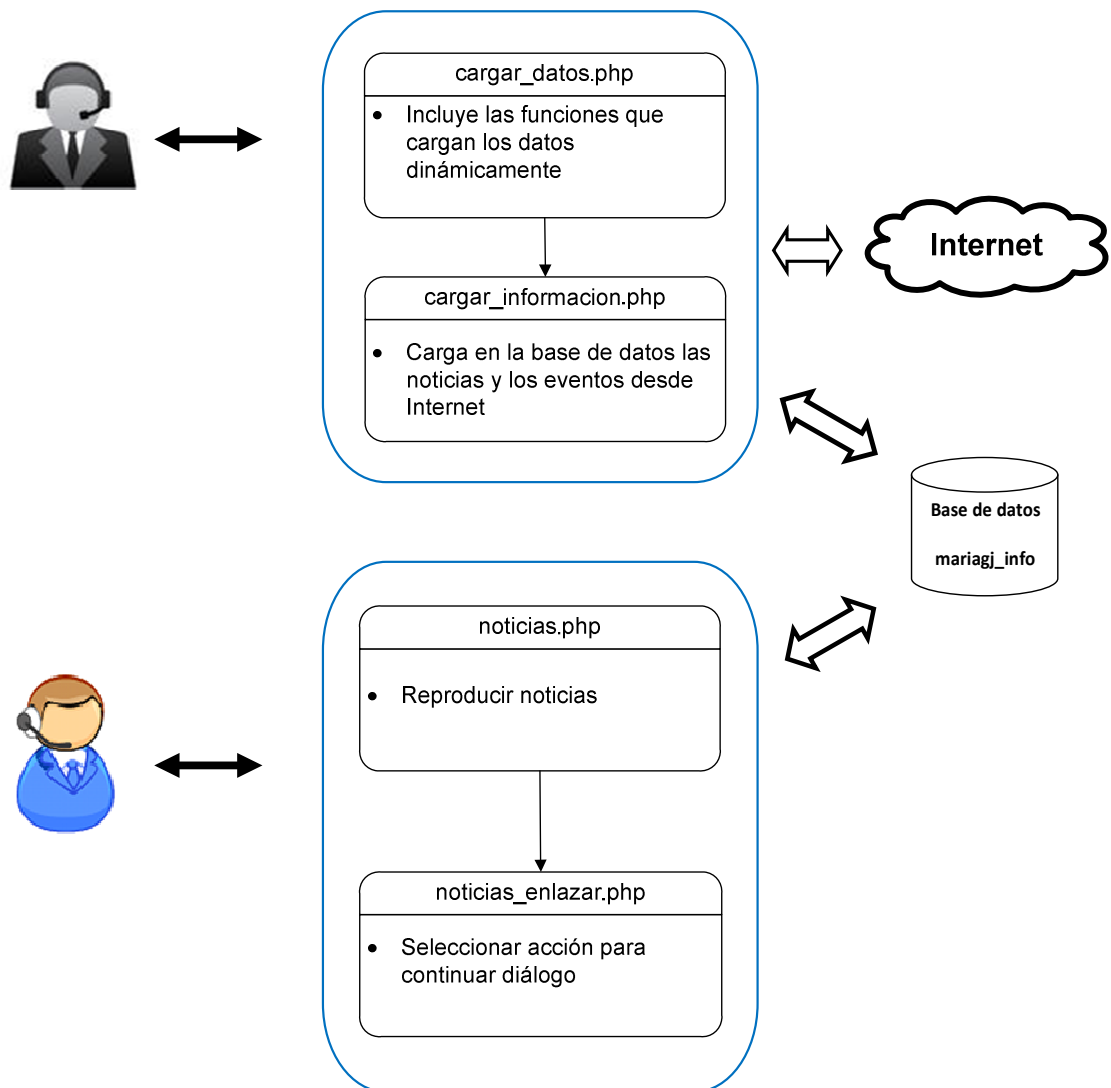 cargar_datos.php
• Incluye las funciones que
cargan los datos
dinámicamente
Internet
cargar_informacion.php
• Carga en la base de datos las
noticias y los eventos desde
Internet
Base de datos
mariagj_info
noticias.php
• Reproducir noticias
noticias_enlazar.php
• Seleccionar acción para
continuar diálogo